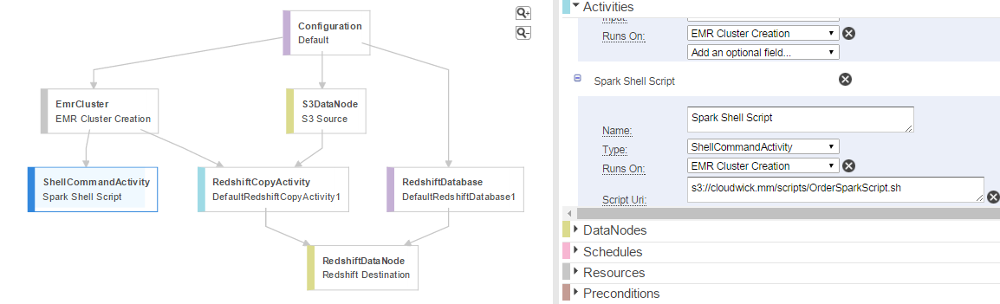 Configuration
Default
EmrCluster
EMR Cluster Creation
S3DataNode
S3 Source
ShellCommandActivity
Spark Shell Script
RedshiftCopyActivity
DefaultRedshiftCopyActivity1
RedshiftDatabase
DefaultRedshiftDatabase1
RedshiftDataNode
Redshift Destination
Activities
Input:
Runs On: EMR Cluster Creation
Add an optional field...
Spark Shell Script
Name: Spark Shell Script
Type: ShellCommandActivity
Runs On: EMR Cluster Creation
Script Uri: s3://cloudwick.mm/scripts/OrderSparkScript.sh
DataNodes
Schedules
Resources
Preconditions